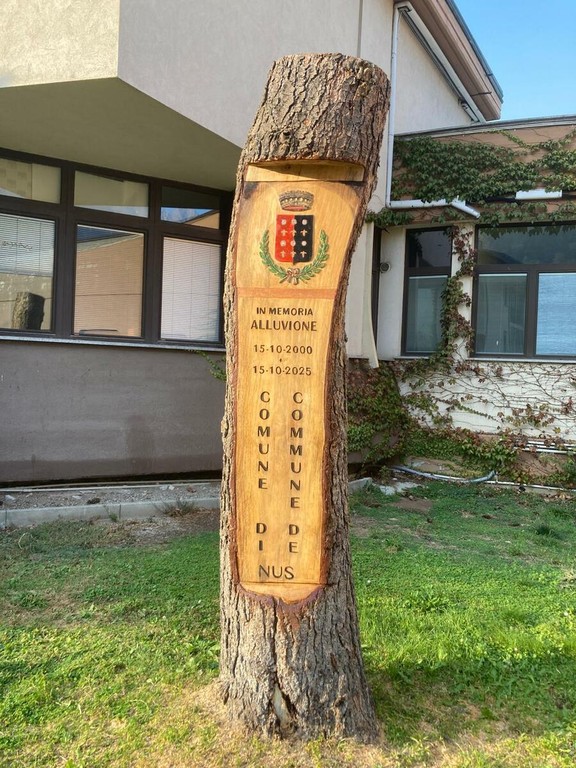 IN MEMORIA
ALLUVIONE
15-10-2000
15-10-2025
COMUNE DI
COMMUNE DE
NUS